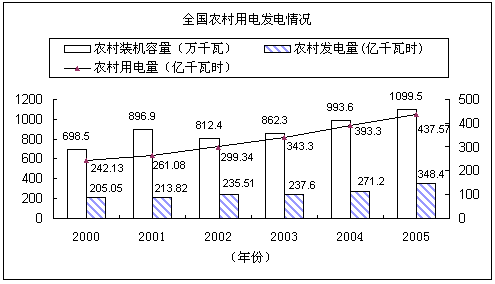 全国农村用电发电情况
农村装机容量（万千瓦） 农村发电量(亿千瓦时)
农村用电量（亿千瓦时）
1200 1000 800 600 400 200 0
500 400 300 200 100 0
698.5 896.9 812.4 862.3 993.6 1099.5
242.13 261.08 299.34 343.3 393.3 437.57
205.05 213.82 235.51 237.6 271.2 348.4
2000 2001 2002 2003 2004 2005
（年份）